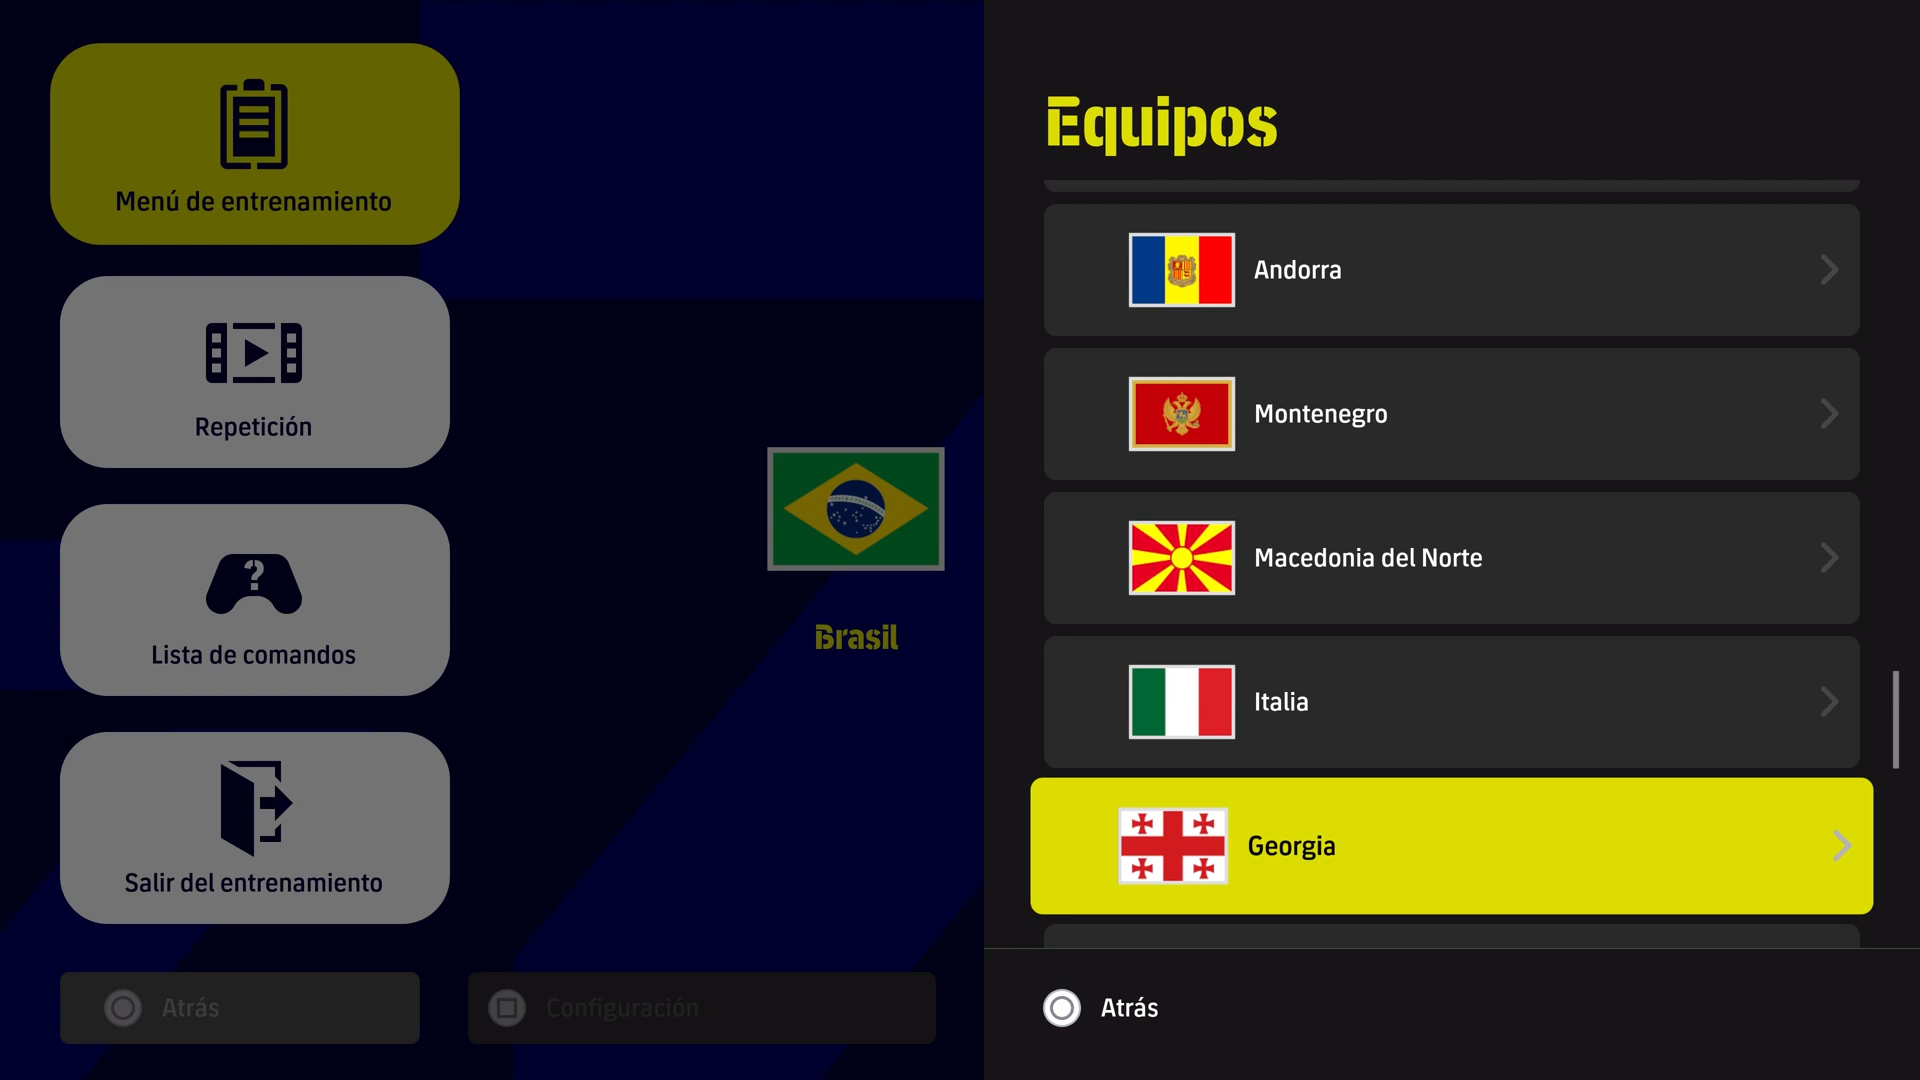 Menú de entrenamiento
Repetición
?
Lista de comandos
Salir del entrenamiento
Atrás
Configuración
Brasil
Equipos
Andorra
Montenegro
Macedonia del Norte
Italia
Georgia
Atrás